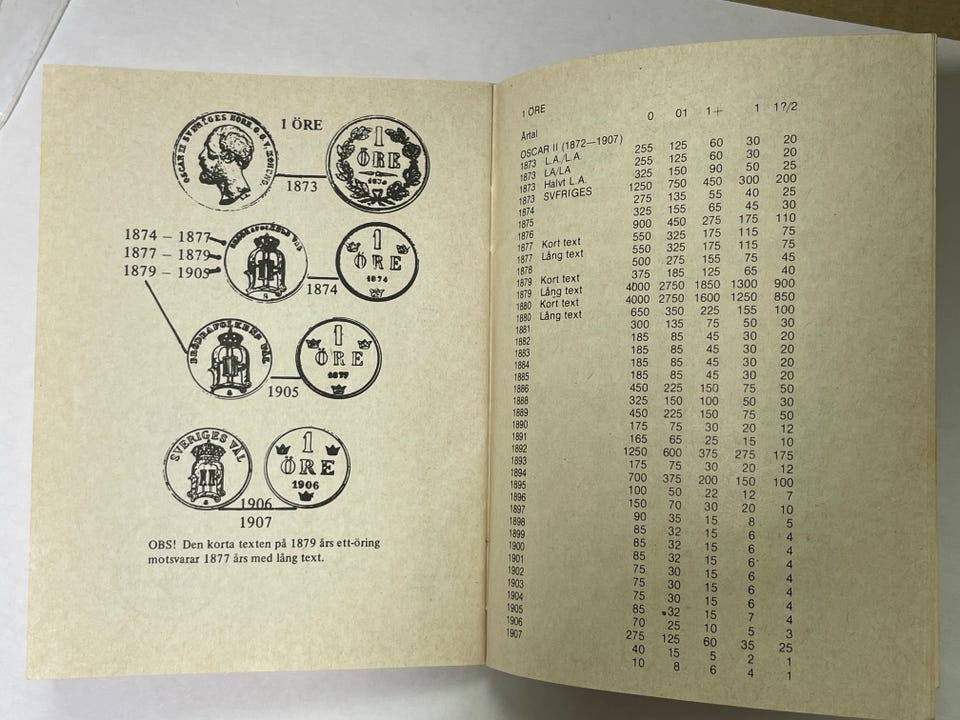 1 ÖRE
OSCAR II SVERIGES NORR. G. O. V. KONUNG.
1 ÖRE 1873
1873
1874 – 1877
1877 – 1879
1879 – 1905
BRÖDRAFOLKENS VÄL
1 ÖRE 1874
1874
BRÖDRAFOLKENS VÄL
1 ÖRE 1877
1905
SVERIGES VÄL
1 ÖRE 1906
1906
1907
OBS! Den korta texten på 1879 års ett-öring
motsvarar 1877 års med lång text.
1 ÖRE 0 01 1+ 1 1?/2
Årtal
OSCAR II (1872—1907)
1873 L.A./L.A. 255 125 60 30 20
1873 LA/LA 255 125 60 30 20
1873 Halvt L.A. 325 150 90 50 25
1873 SVFRIGES 1250 750 450 300 200
1874 275 135 55 40 25
1875 325 155 65 45 30
1876 900 450 275 175 110
1877 Kort text 550 325 175 115 75
1877 Lång text 550 325 175 115 75
1878 500 275 155 75 45
1879 Kort text 375 185 125 65 40
1879 Lång text 4000 2750 1850 1300 900
1880 Kort text 4000 2750 1600 1250 850
1880 Lång text 650 350 225 155 100
1881 300 135 75 50 30
1882 185 85 45 30 20
1883 185 85 45 30 20
1884 185 85 45 30 20
1885 185 85 45 30 20
1886 450 225 150 75 50
1888 325 150 100 50 30
1889 450 225 150 75 50
1890 175 75 30 20 12
1891 165 65 25 15 10
1892 1250 600 375 275 175
1893 175 75 30 20 12
1894 700 375 200 150 100
1895 100 50 22 12 7
1896 150 70 30 20 10
1897 90 35 15 8 5
1898 85 32 15 6 4
1899 85 32 15 6 4
1900 85 32 15 6 4
1901 75 30 15 6 4
1902 75 30 15 6 4
1903 85 32 15 7 4
1904 70 25 10 5 3
1905 275 125 60 35 25
1906 40 15 5 2 1
1907 10 8 6 4 1